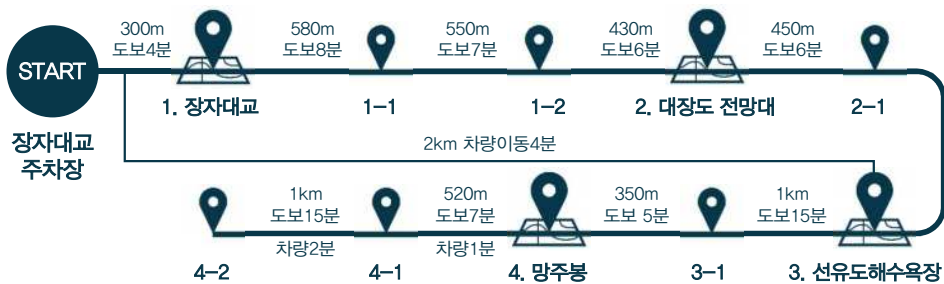 300m
도보4분
580m
도보8분
550m
도보7분
430m
도보6분
450m
도보6분
START
1. 장자대교
1-1
1-2
2. 대장도 전망대
2-1
장자대교
주차장
2km 차량이동4분
1km
도보15분
520m
도보7분
350m
도보 5분
1km
도보15분
차량2분
차량1분
4-2
4-1
4. 망주봉
3-1
3. 선유도해수욕장